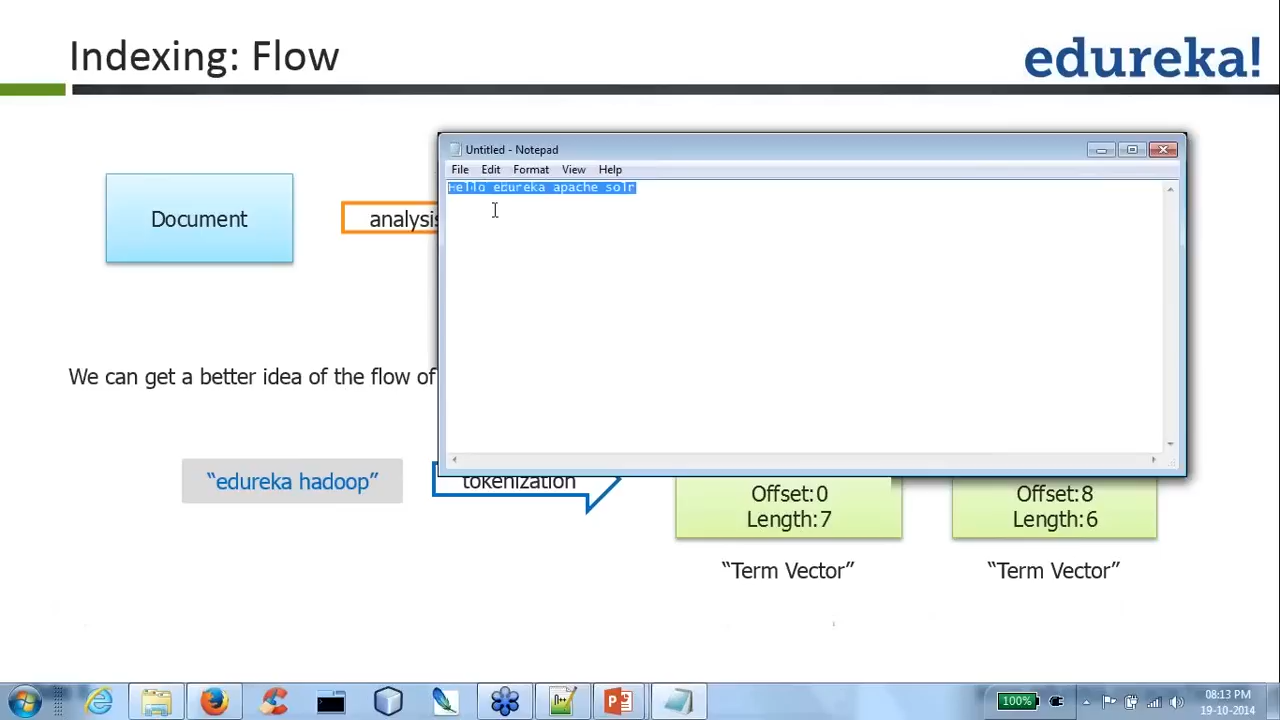 Indexing: Flow
edureka!
Untitled - Notepad
File Edit Format View Help
Hello edureka apache solr
Document
analysis
We can get a better idea of the flow of
"edureka hadoop"
tokenization
Offset:0
Length:7
Offset:8
Length:6
“Term Vector”
“Term Vector”
100%
08:13 PM
19-10-2014